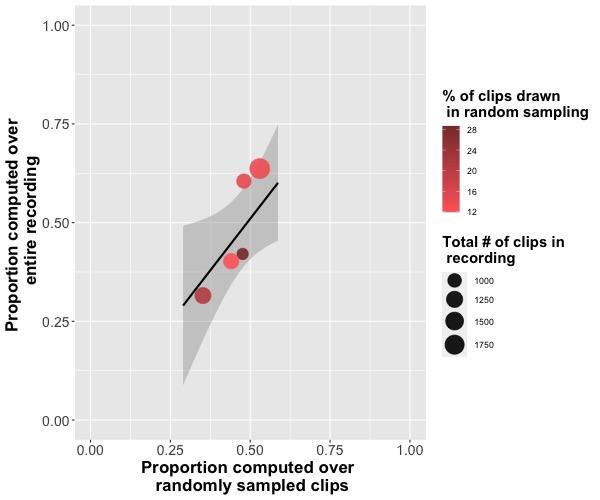 1.00
0.75
0.50
0.25
0.00
Proportion computed over
entire recording
0.00 0.25 0.50 0.75 1.00
Proportion computed over
randomly sampled clips
% of clips drawn
in random sampling
28
24
20
16
12
Total # of clips in
recording
1000
1250
1500
1750